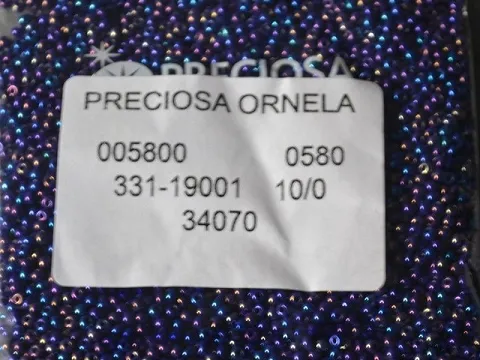 PRECIOSA
PRECIOSA ORNELA
005800 0580
331-19001 10/0
34070